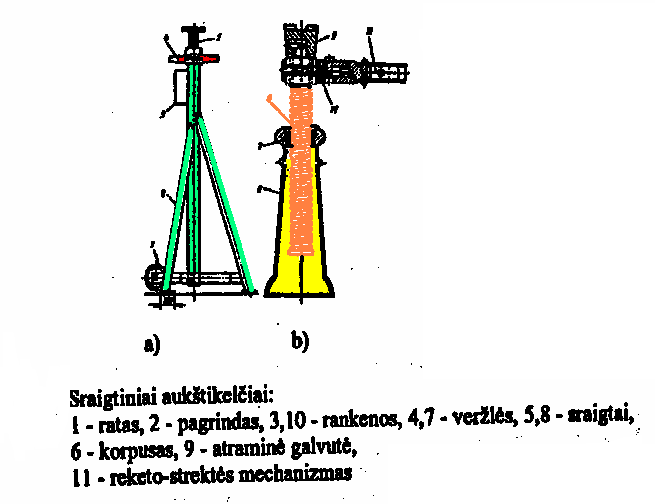 a)
b)
Sraigtiniai aukštikelčiai:
1 - ratas, 2 - pagrindas, 3,10 - rankenos, 4,7 - veržlės, 5,8 - sraigtai,
6 - korpusas, 9 - atraminė galvutė,
11 - reketo-strektės mechanizmas